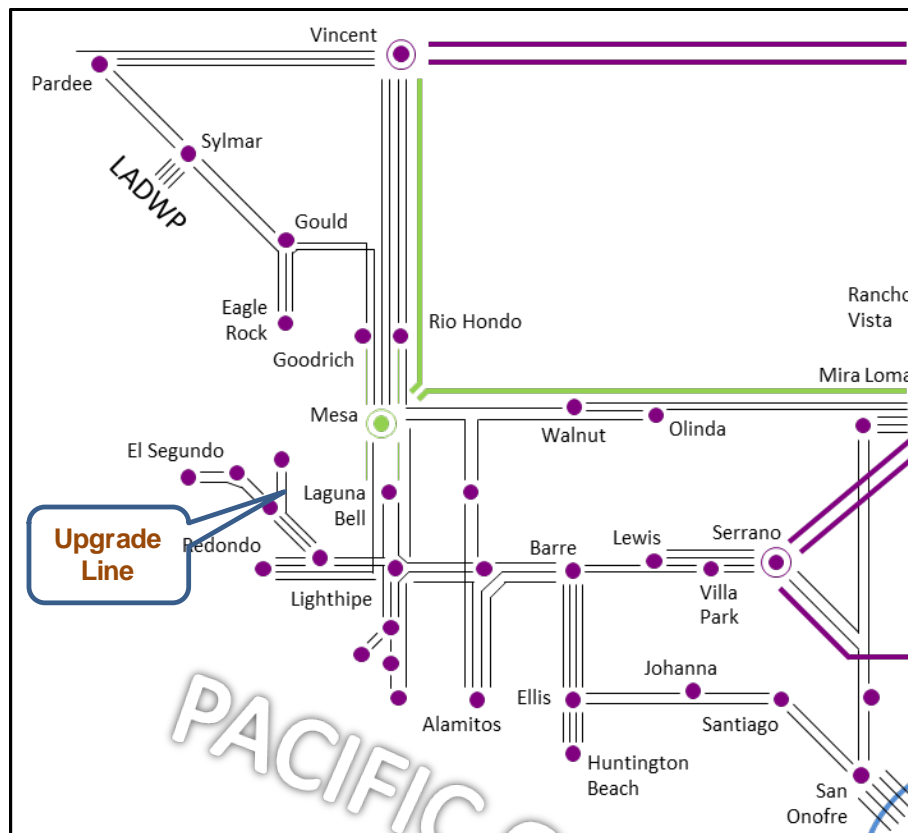 Vincent
Pardee
Sylmar
LADWP
Gould
Eagle
Rock
Rio Hondo
Goodrich
Rancho
Vista
Mira Loma
Mesa
Walnut
Olinda
El Segundo
Laguna
Bell
Upgrade
Line
Redondo
Lighthipe
Barre
Lewis
Serrano
Villa
Park
Johanna
Alamitos
Ellis
Santiago
Huntington
Beach
San
Onofre
PACIFIC